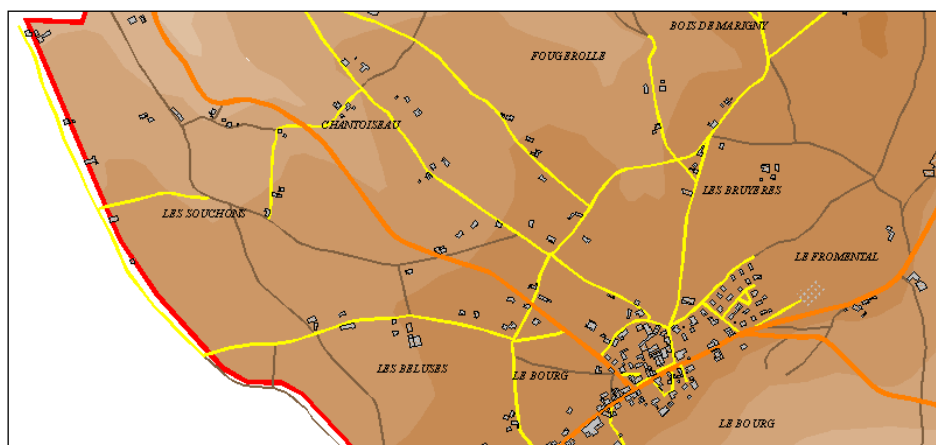 BOIS DE MARIGNY
FOUGEROLLE
CHANTOISEAU
LES BRUYERES
LES SOUCHONS
LE FROMENTAL
LES BELUSES
LE BOURG
LE BOURG